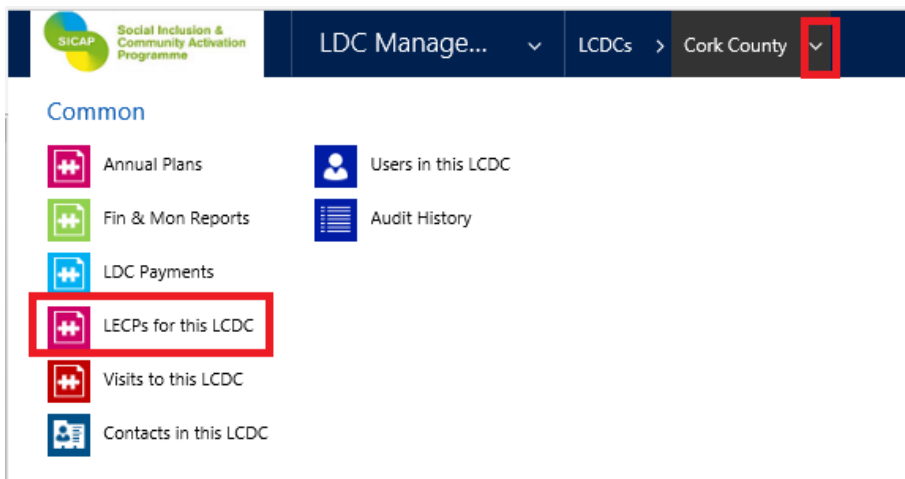 SICAP
Social Inclusion &
Community Activation
Programme
LDC Manage...
LCDCs > Cork County
Common
Annual Plans
Users in this LCDC
Fin & Mon Reports
Audit History
LDC Payments
LECPs for this LCDC
Visits to this LCDC
Contacts in this LCDC